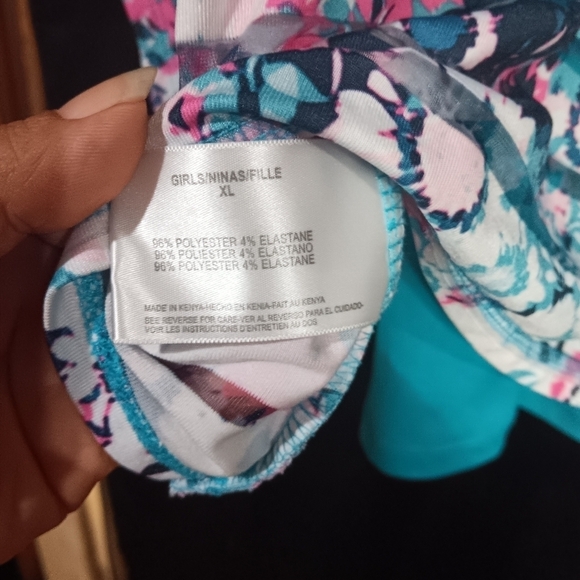 GIRLS/NINAS/FILLE
XL
96% POLYESTER 4% ELASTANE
96% POLIESTER 4% ELASTANO
96% POLYESTER 4% ELASTANE
MADE IN KENYA-HECHO EN KENIA-FAIT AU KENYA
SEE REVERSE FOR CARE-VER AL REVERSO PARA EL CUIDADO-
VOIR LES INSTRUCTIONS D'ENTRETIEN AU DOS